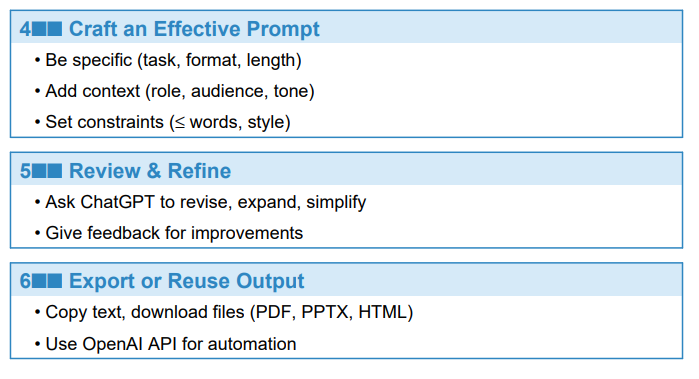 4■■ Craft an Effective Prompt
• Be specific (task, format, length)
• Add context (role, audience, tone)
• Set constraints (≤ words, style)
5■■ Review & Refine
• Ask ChatGPT to revise, expand, simplify
• Give feedback for improvements
6■■ Export or Reuse Output
• Copy text, download files (PDF, PPTX, HTML)
• Use OpenAI API for automation